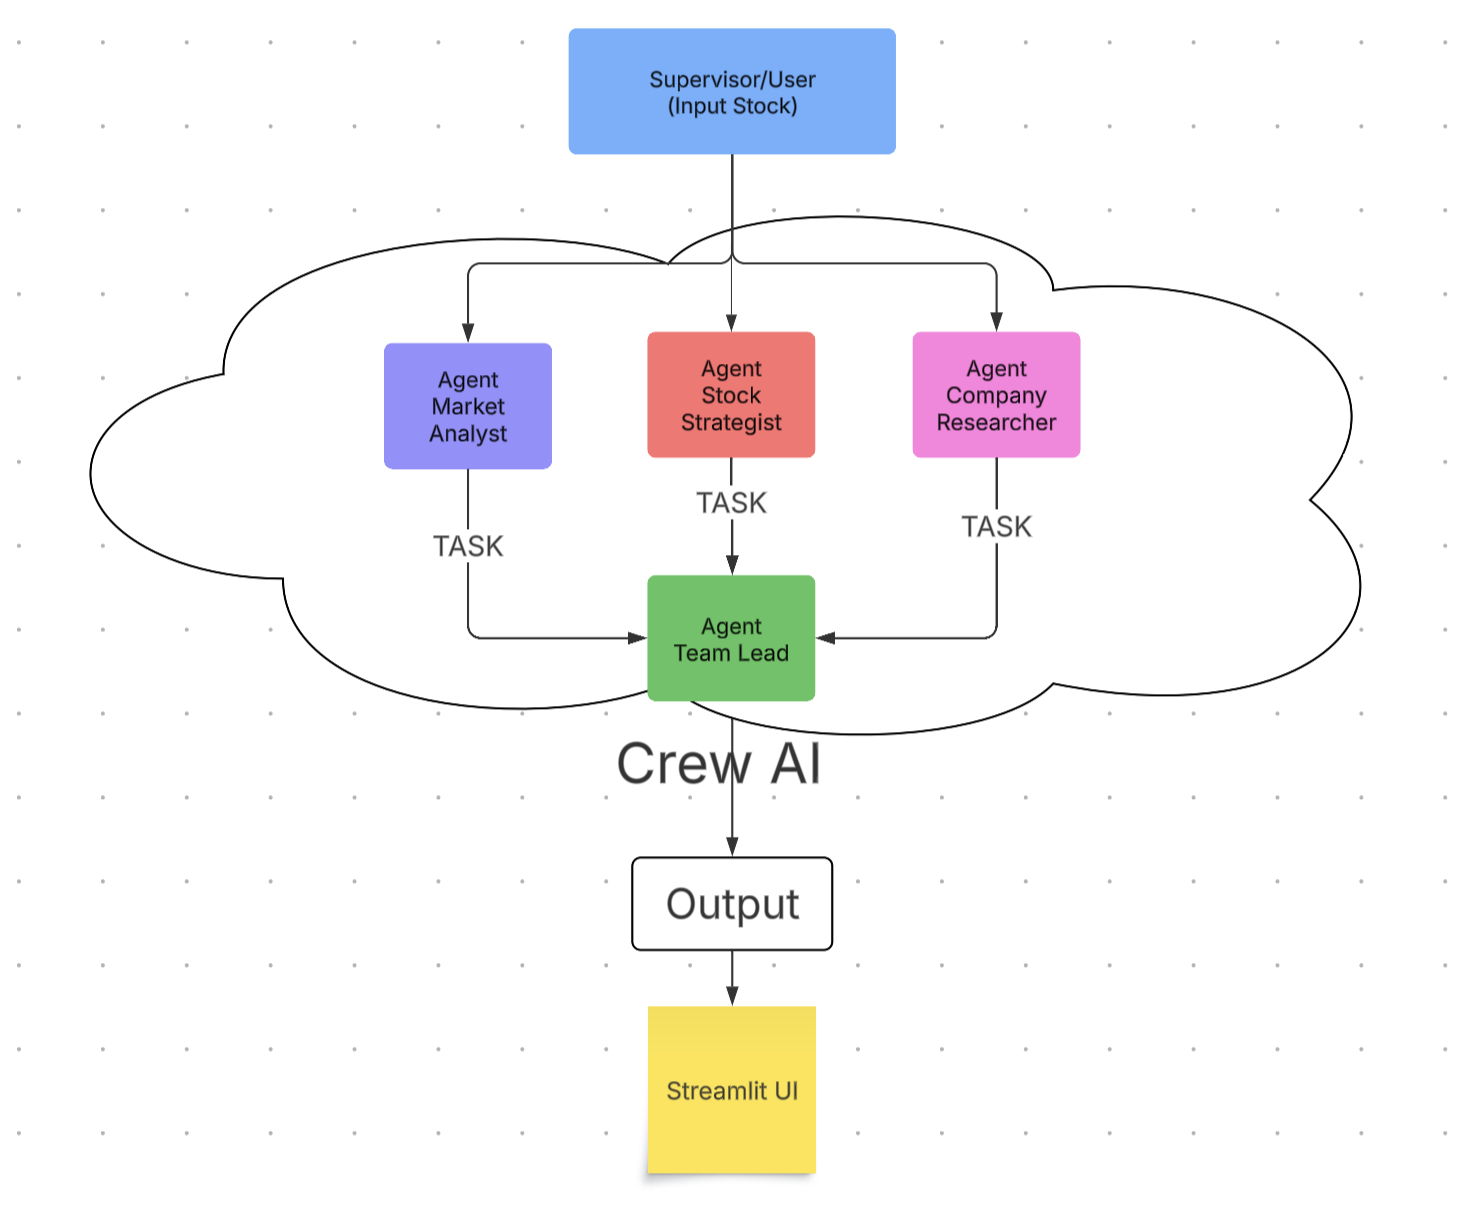 Supervisor/User
(Input Stock)
Agent
Market
Analyst
Agent
Stock
Strategist
Agent
Company
Researcher
TASK
TASK
TASK
Agent
Team Lead
Crew AI
Output
Streamlit UI